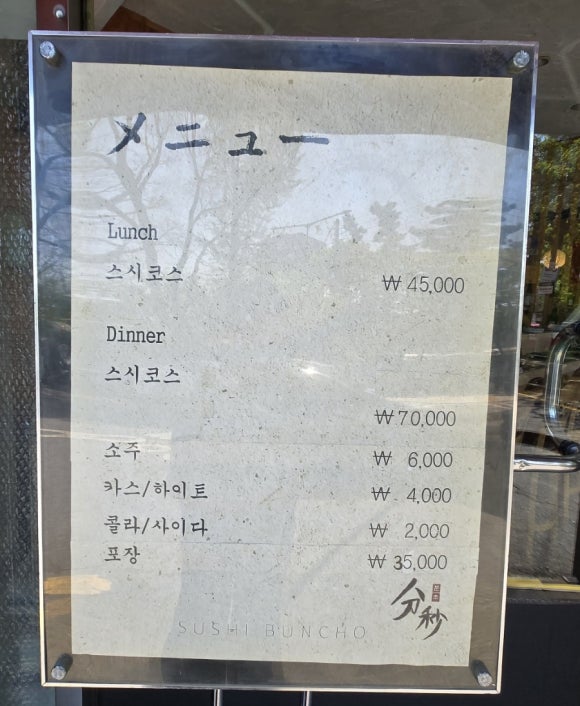 メニュー
Lunch
스시코스 ₩ 45,000
Dinner
스시코스
₩ 70,000
소주 ₩ 6,000
카스/하이트 ₩ 4,000
콜라/사이다 ₩ 2,000
포장 ₩ 35,000
分秒
SUSHI BUNCHO